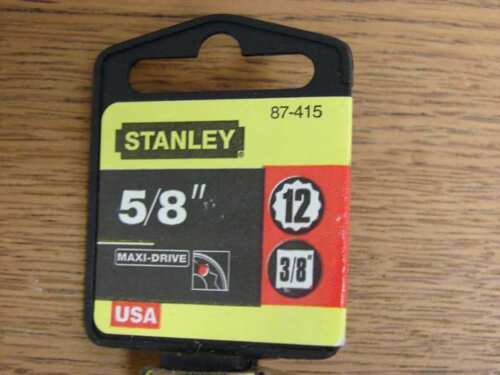 87-415
STANLEY
5/8"
12
MAXI-DRIVE
3/8"
USA